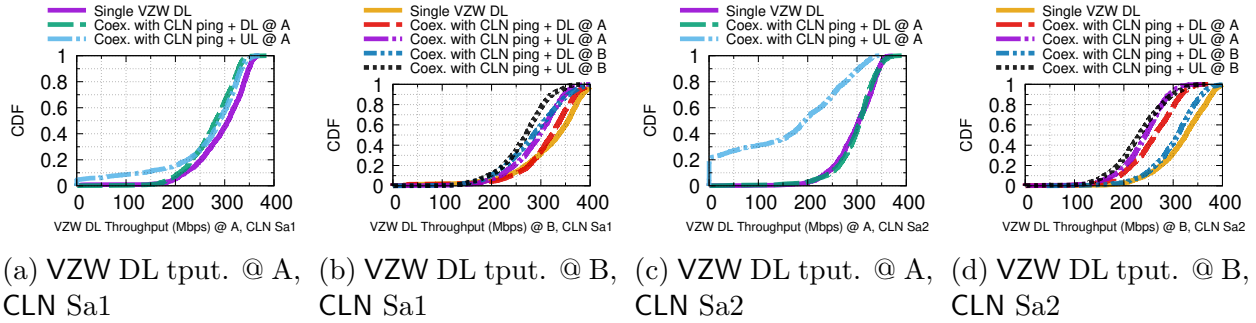 Single VZW DL
Coex. with CLN ping + DL @ A
Coex. with CLN ping + UL @ A
CDF
1
0.8
0.6
0.4
0.2
0
0 100 200 300 400
VZW DL Throughput (Mbps) @ A, CLN Sa1
(a) VZW DL tput. @ A,
CLN Sa1
Single VZW DL
Coex. with CLN ping + DL @ A
Coex. with CLN ping + UL @ A
Coex. with CLN ping + DL @ B
Coex. with CLN ping + UL @ B
CDF
1
0.8
0.6
0.4
0.2
0
0 100 200 300 400
VZW DL Throughput (Mbps) @ B, CLN Sa1
(b) VZW DL tput. @ B,
CLN Sa1
Single VZW DL
Coex. with CLN ping + DL @ A
Coex. with CLN ping + UL @ A
CDF
1
0.8
0.6
0.4
0.2
0
0 100 200 300 400
VZW DL Throughput (Mbps) @ A, CLN Sa2
(c) VZW DL tput. @ A,
CLN Sa2
Single VZW DL
Coex. with CLN ping + DL @ A
Coex. with CLN ping + UL @ A
Coex. with CLN ping + DL @ B
Coex. with CLN ping + UL @ B
CDF
1
0.8
0.6
0.4
0.2
0
0 100 200 300 400
VZW DL Throughput (Mbps) @ B, CLN Sa2
(d) VZW DL tput. @ B,
CLN Sa2